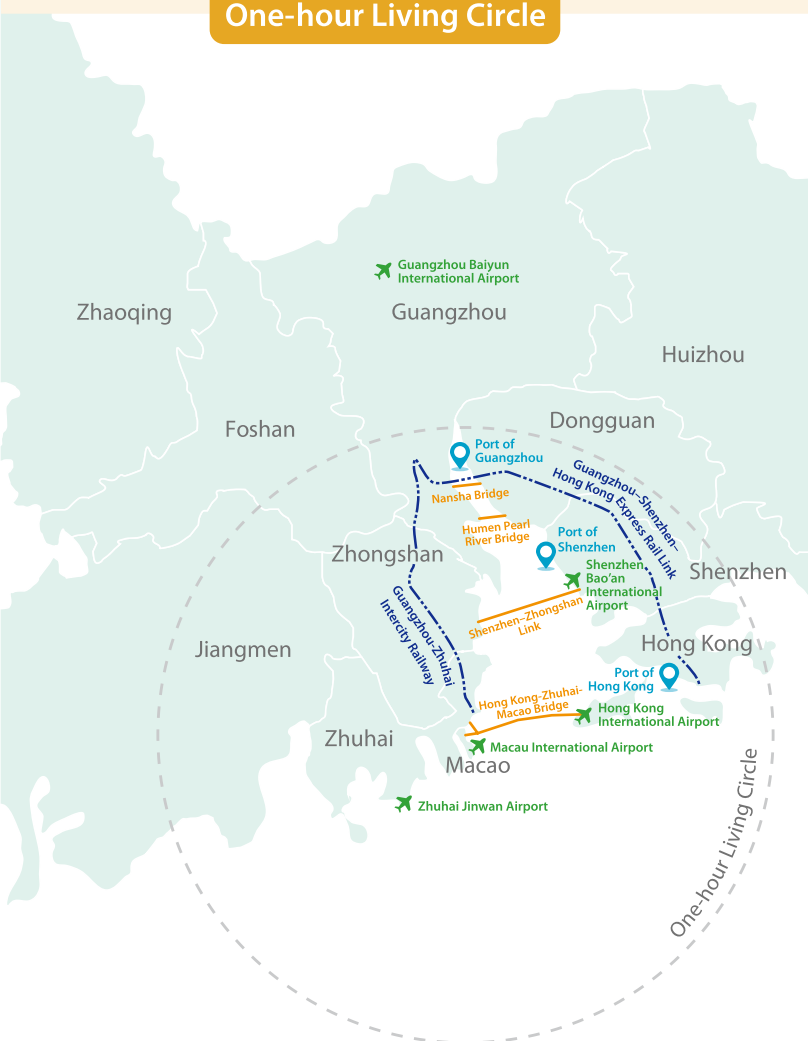 One-hour Living Circle
Guangzhou Baiyun
International Airport
Zhaoqing
Guangzhou
Huizhou
Foshan
Dongguan
Port of
Guangzhou
Guangzhou–Shenzhen–
Hong Kong Express Rail Link
Nansha Bridge
Humen Pearl
River Bridge
Port of
Shenzhen
Zhongshan
Shenzhen
Bao’an
International
Airport
Shenzhen
Shenzhen–Zhongshan
Link
Guangzhou-Zhuhai
Intercity Railway
Jiangmen
Hong Kong
Port of
Hong Kong
Hong Kong-Zhuhai-
Macao Bridge
Hong Kong
International Airport
Zhuhai
Macau International Airport
Macao
Zhuhai Jinwan Airport
One-hour Living Circle